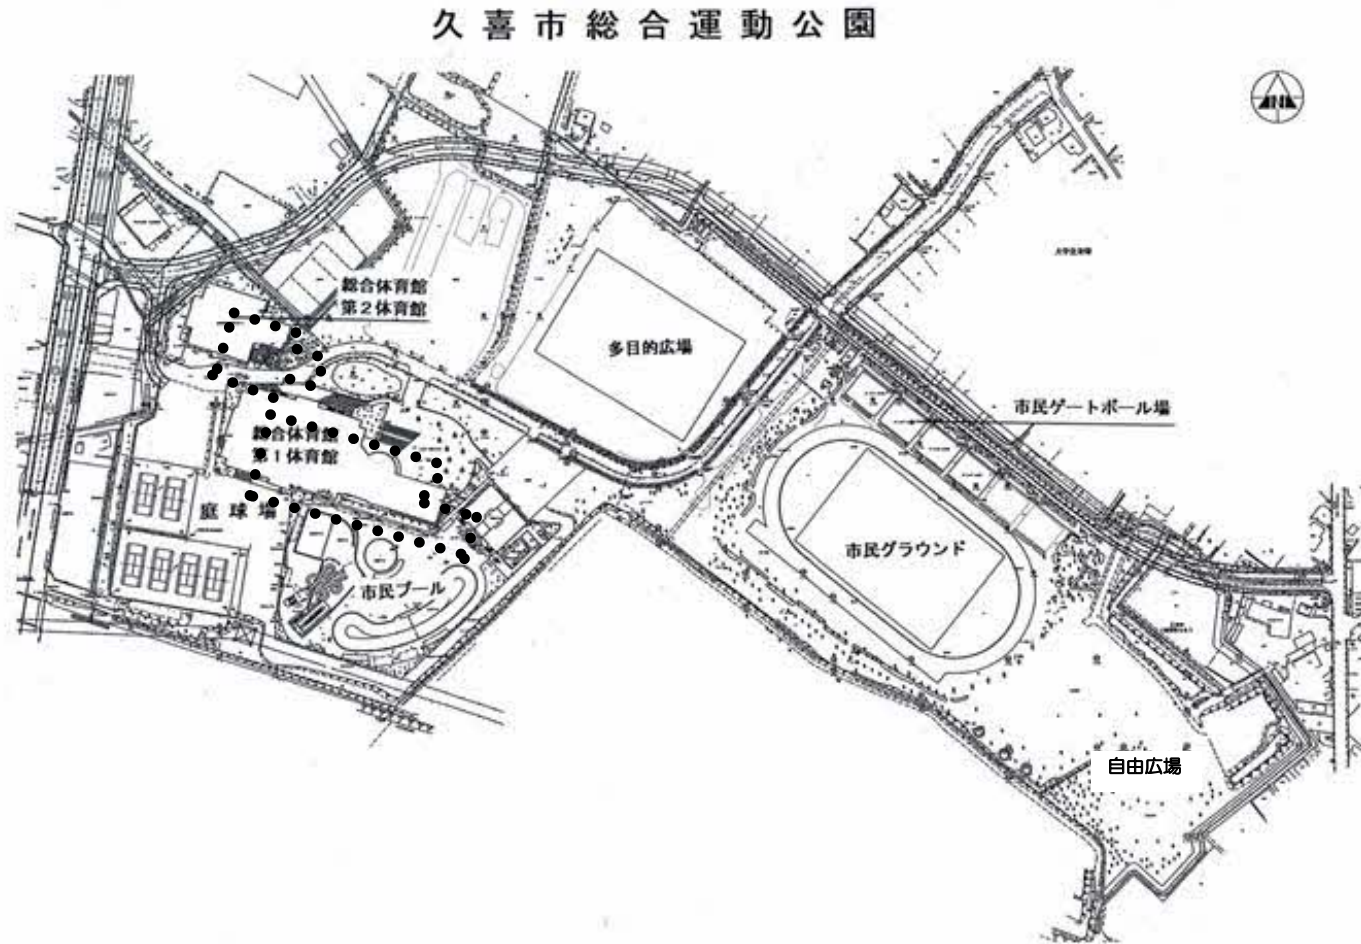 久喜市総合運動公園
総合体育館
第2体育館
多目的広場
市民ゲートボール場
総合体育館
第1体育館
庭球場
市民グラウンド
市民プール
自由広場